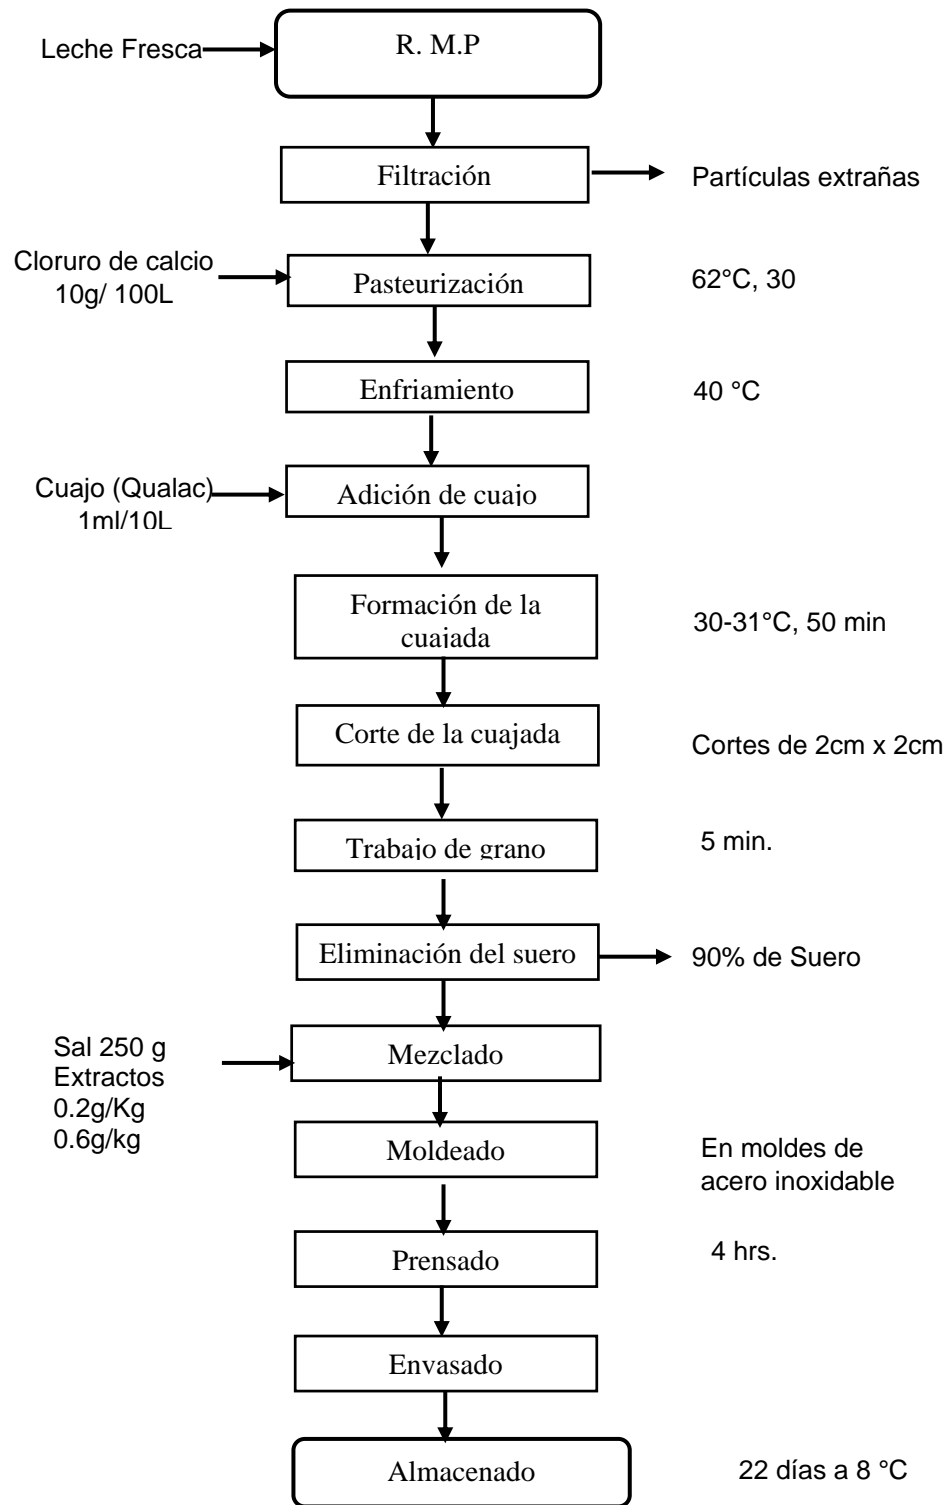 Leche Fresca
R. M.P
Filtración
Partículas extrañas
Cloruro de calcio
10g/ 100L
Pasteurización
62°C, 30
Enfriamiento
40 °C
Cuajo (Qualac)
1ml/10L
Adición de cuajo
Formación de la
cuajada
30-31°C, 50 min
Corte de la cuajada
Cortes de 2cm x 2cm
Trabajo de grano
5 min.
Eliminación del suero
90% de Suero
Sal 250 g
Extractos
0.2g/Kg
0.6g/kg
Mezclado
Moldeado
En moldes de
acero inoxidable
Prensado
4 hrs.
Envasado
Almacenado
22 días a 8 °C